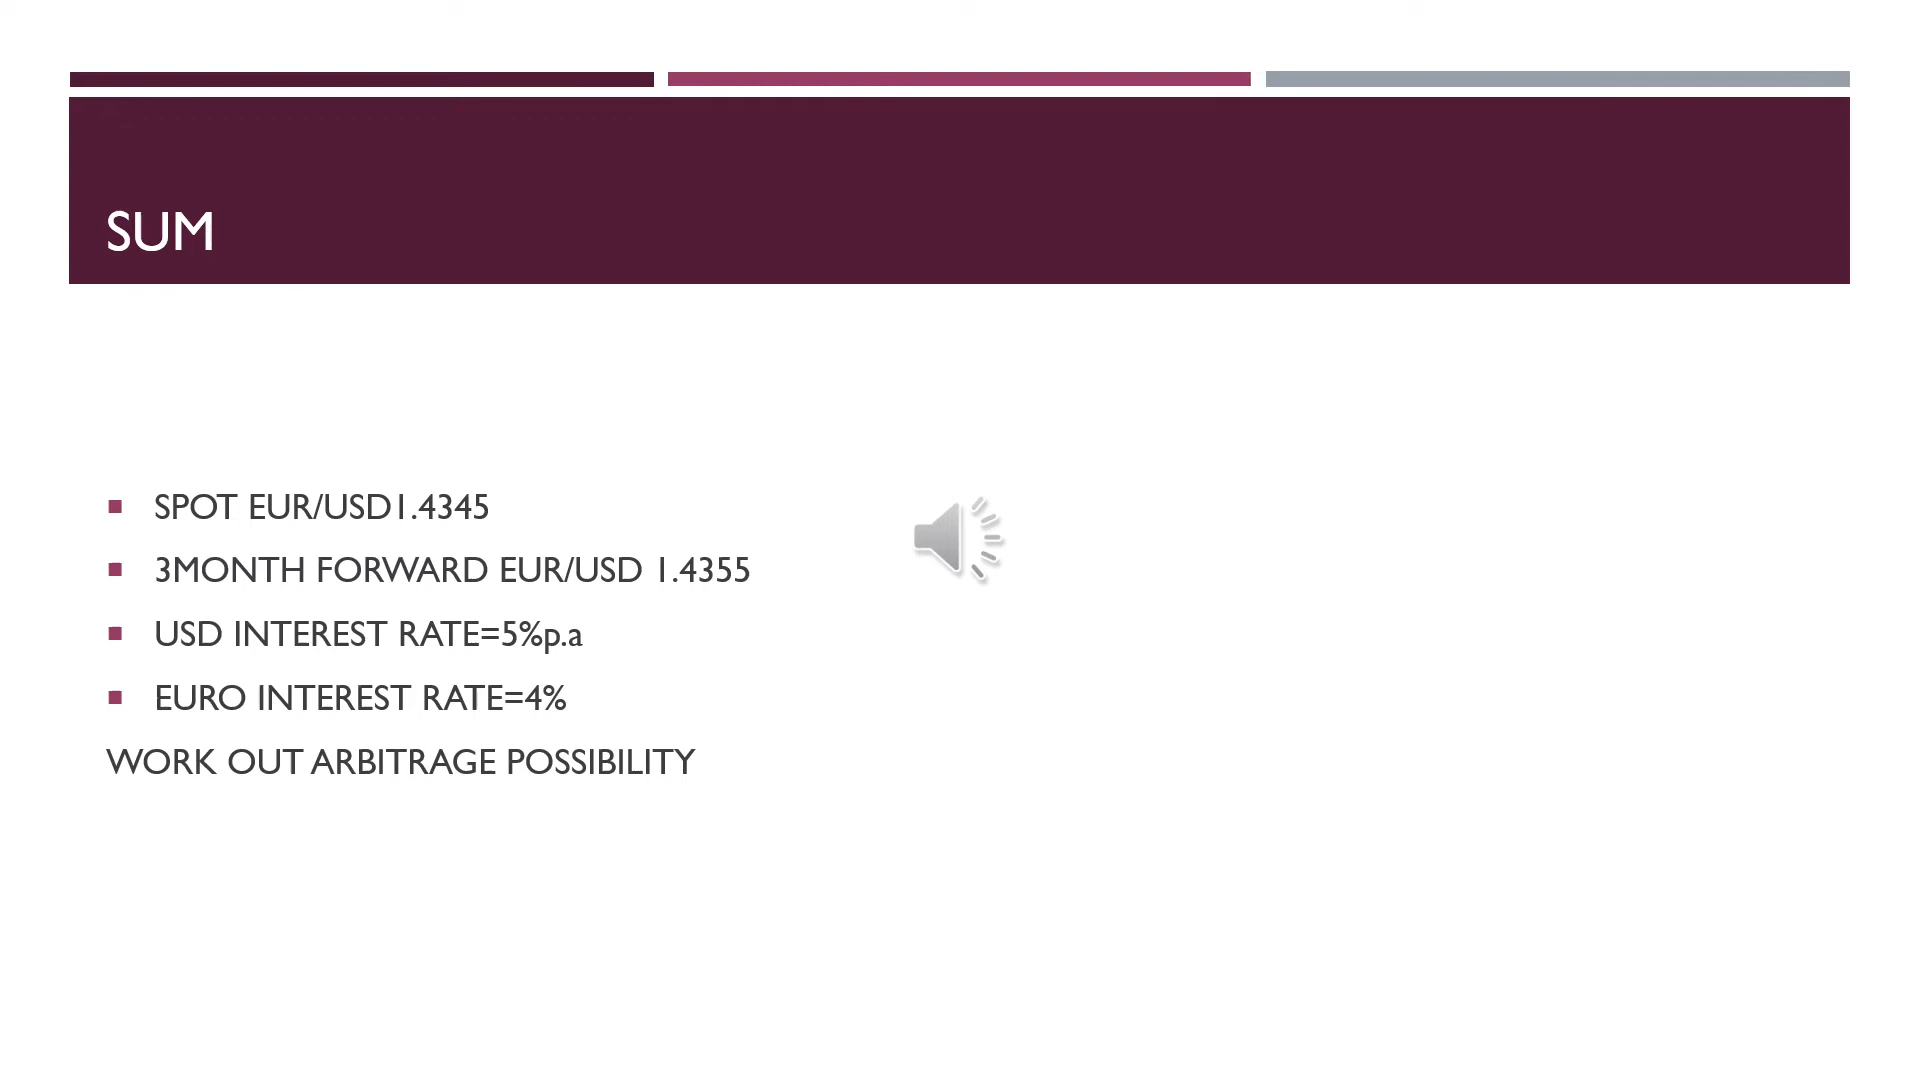 SUM
SPOT EUR/USD1.4345
3MONTH FORWARD EUR/USD 1.4355
USD INTEREST RATE=5%p.a
EURO INTEREST RATE=4%
WORK OUT ARBITRAGE POSSIBILITY